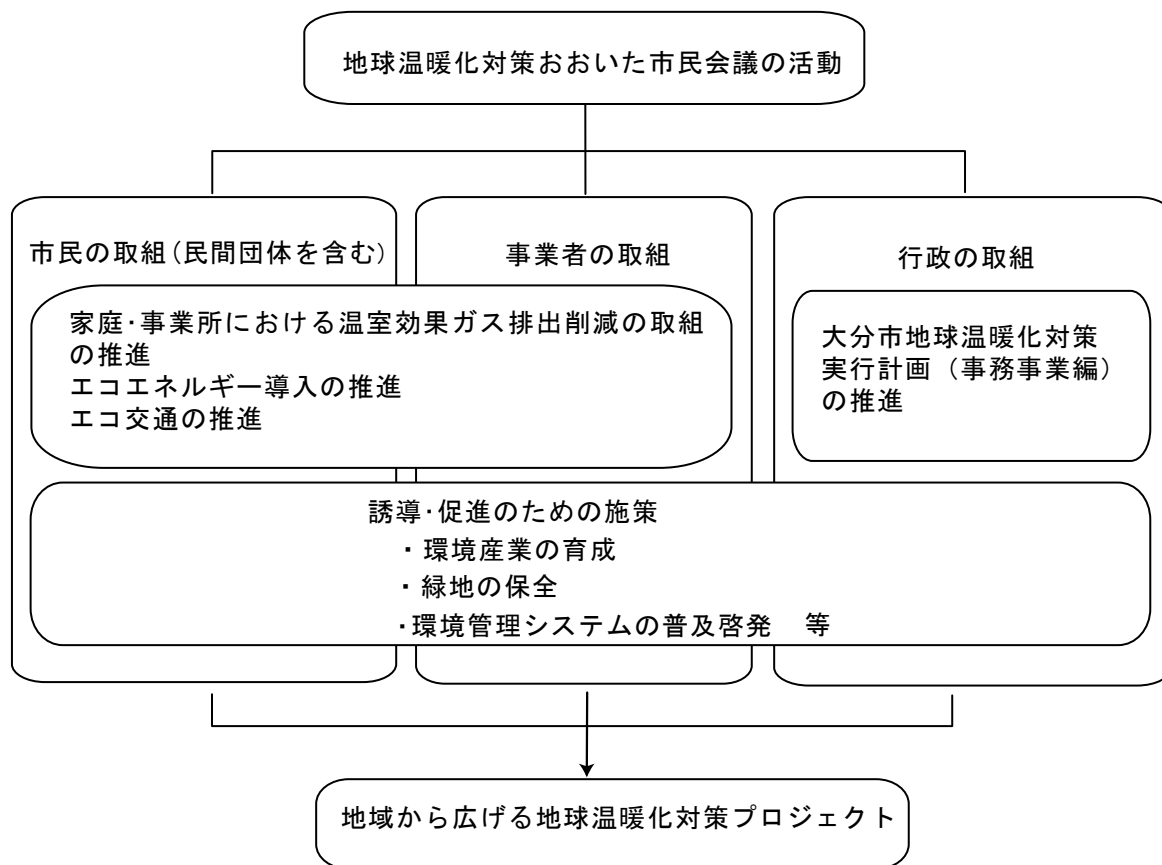 地球温暖化対策おおいた市民会議の活動
市民の取組(民間団体を含む)
事業者の取組
行政の取組
家庭･事業所における温室効果ガス排出削減の取組
の推進
エコエネルギー導入の推進
エコ交通の推進
大分市地球温暖化対策
実行計画（事務事業編）
の推進
誘導･促進のための施策
・環境産業の育成
・緑地の保全
・環境管理システムの普及啓発　等
地域から広げる地球温暖化対策プロジェクト